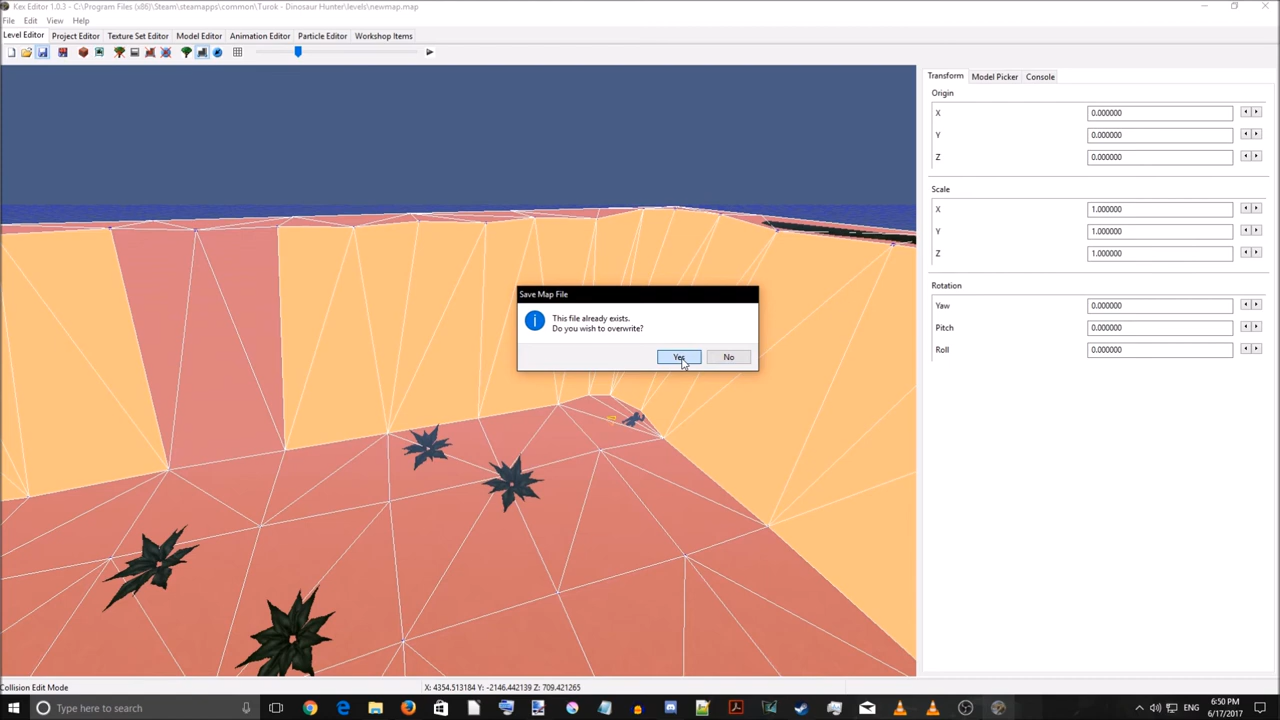 Kex Editor 1.0.3 - C:\Program Files (x86)\Steam\steamapps\common\Turok - Dinosaur Hunter\levels\newmap.map
File Edit View Help
Level Editor Project Editor Texture Set Editor Model Editor Animation Editor Particle Editor Workshop Items
Transform Model Picker Console
Origin
X 0.000000
Y 0.000000
Z 0.000000
Scale
X 1.000000
Y 1.000000
Z 1.000000
Rotation
Yaw 0.000000
Pitch 0.000000
Roll 0.000000
Save Map File
This file already exists.
Do you wish to overwrite?
Yes No
Collision Edit Mode X: 4354.513184 Y: -2146.442139 Z: 709.421265
Type here to search
ENG
6:50 PM
6/17/2017